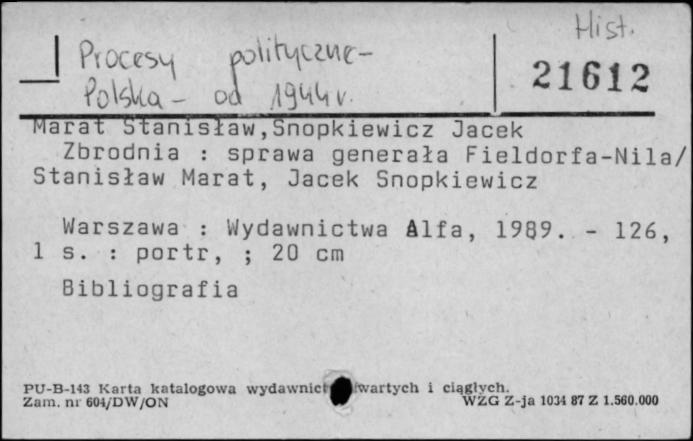 Hist.
Procesy polityczne-
21612
Polska - od 1944 r.
Marat Stanisław,Snopkiewicz Jacek
Zbrodnia : sprawa generała Fieldorfa-Nila/
Stanisław Marat, Jacek Snopkiewicz
Warszawa : Wydawnictwa Alfa, 1989. - 126,
1 s. : portr, ; 20 cm
Bibliografia
PU-B-143 Karta katalogowa wydawnict wartych i ciągłych.
Zam. nr 604/DW/ON WZG Z-ja 1034 87 Z 1.560.000